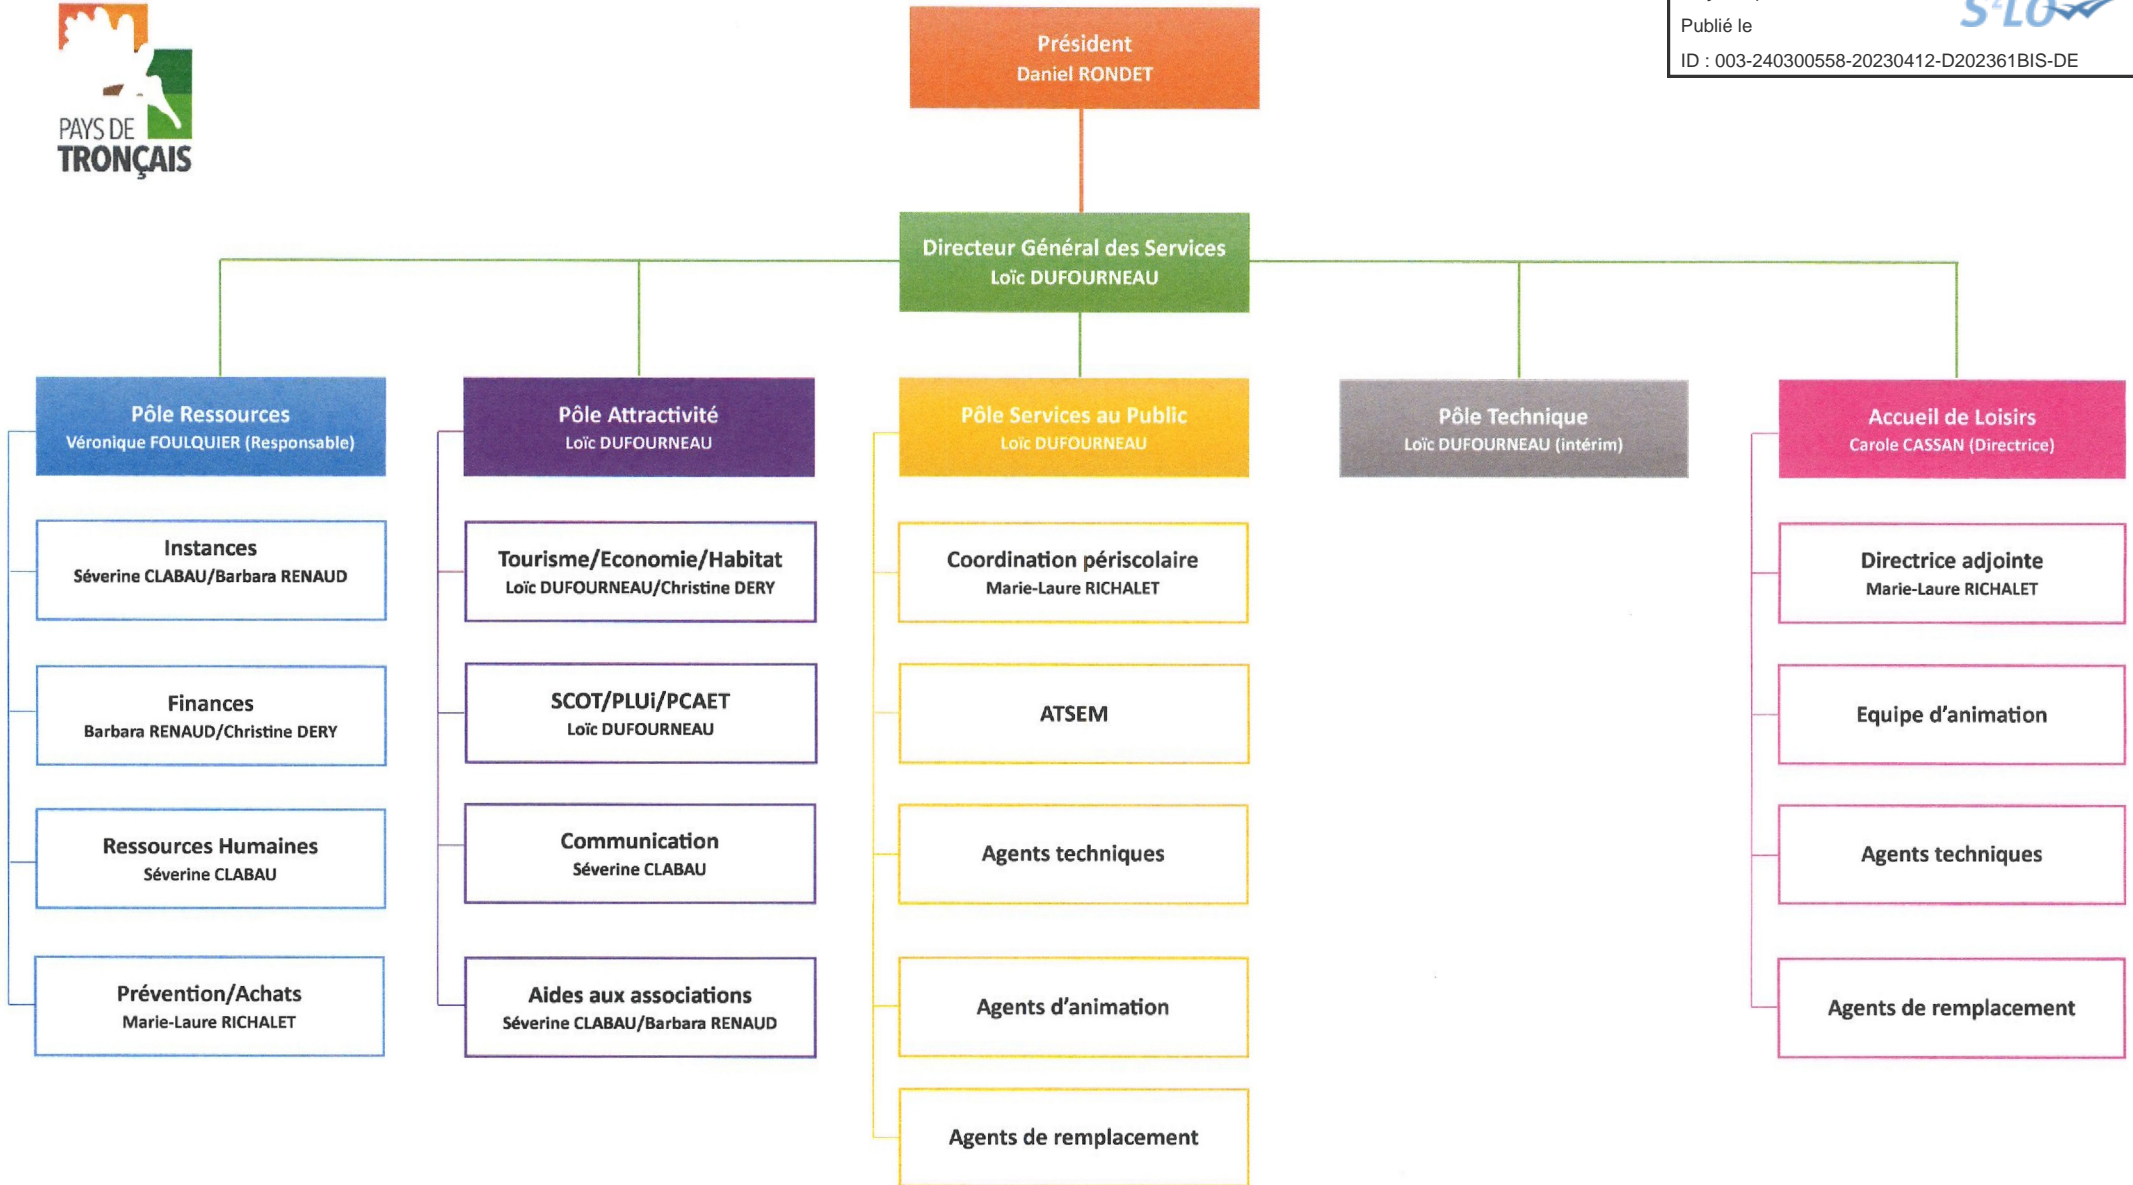 PAYS DE
TRONÇAIS
S²LO
Publié le
ID : 003-240300558-20230412-D202361BIS-DE
Président
Daniel RONDET
Directeur Général des Services
Loïc DUFOURNEAU
Pôle Ressources
Véronique FOULQUIER (Responsable)
Instances
Séverine CLABAU/Barbara RENAUD
Finances
Barbara RENAUD/Christine DERY
Ressources Humaines
Séverine CLABAU
Prévention/Achats
Marie-Laure RICHALET
Pôle Attractivité
Loïc DUFOURNEAU
Tourisme/Economie/Habitat
Loïc DUFOURNEAU/Christine DERY
SCOT/PLUi/PCAET
Loïc DUFOURNEAU
Communication
Séverine CLABAU
Aides aux associations
Séverine CLABAU/Barbara RENAUD
Pôle Services au Public
Loïc DUFOURNEAU
Coordination périscolaire
Marie-Laure RICHALET
ATSEM
Agents techniques
Agents d’animation
Agents de remplacement
Pôle Technique
Loïc DUFOURNEAU (intérim)
Accueil de Loisirs
Carole CASSAN (Directrice)
Directrice adjointe
Marie-Laure RICHALET
Equipe d’animation
Agents techniques
Agents de remplacement